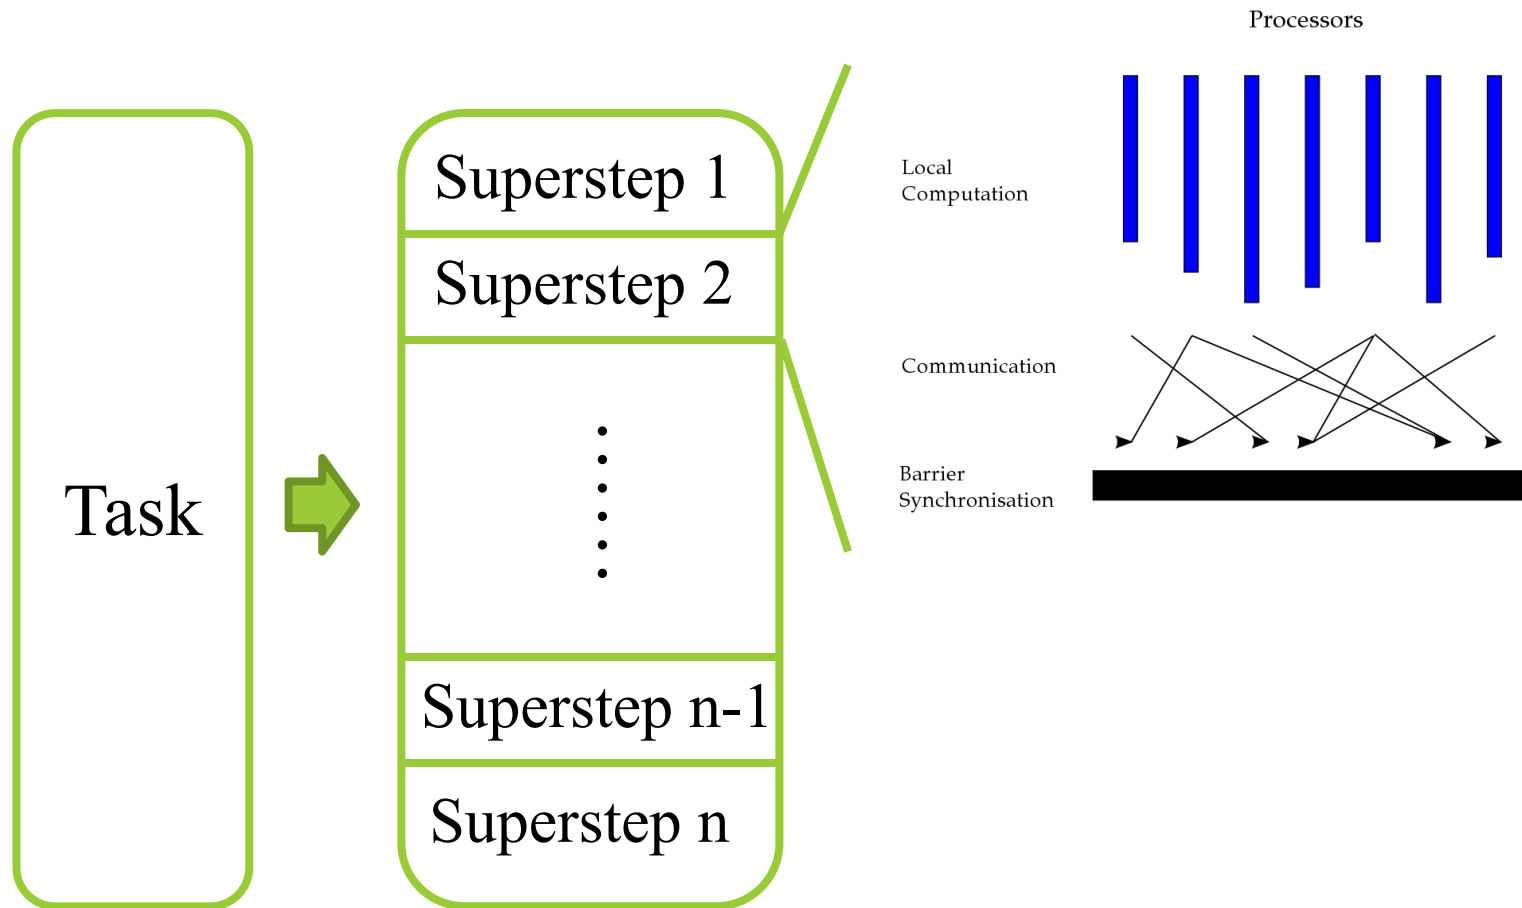 Task
Superstep 1
Superstep 2
Superstep n-1
Superstep n
Processors
Local
Computation
Communication
Barrier
Synchronisation